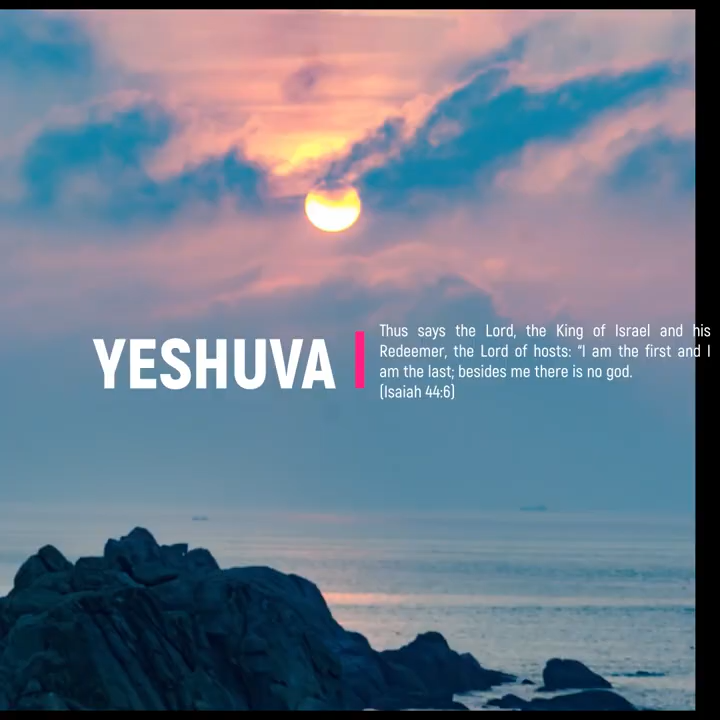 YESHUVA
Thus says the Lord, the King of Israel and his
Redeemer, the Lord of hosts: “I am the first and I
am the last; besides me there is no god.
(Isaiah 44:6)